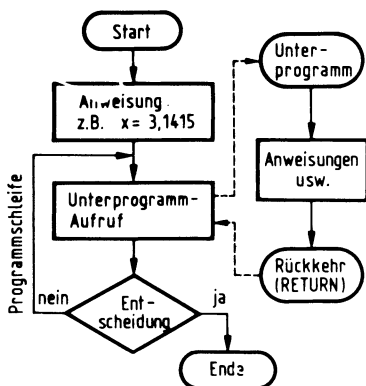 Start
Unter-
programm
Anweisung
z.B. x = 3,1415
Anweisungen
usw.
Programmschleife
Unterprogramm-
Aufruf
Rückkehr
(RETURN)
nein
Ent-
scheidung
ja
Ende